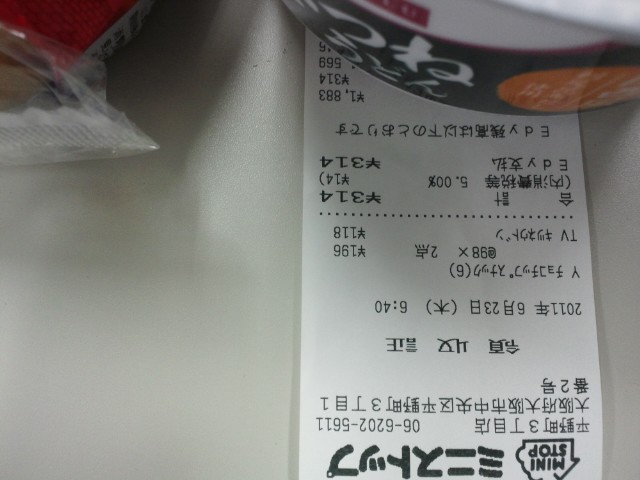 MINI STOP ミニストップ
平野町3丁目店 06-6202-5611
大阪府大阪市中央区平野町3丁目1
番2号
領 収 証
2011年 6月23日 (木) 6:40
Y チョコチップ スナック(6)
@98× 2点 ¥196
TV キツネウドン ¥118
合 計 ¥314
(内消費税等 5.00% ¥14)
Edy支払 ¥314
Edy残高は以下のとおりです
¥1,883
¥314
569